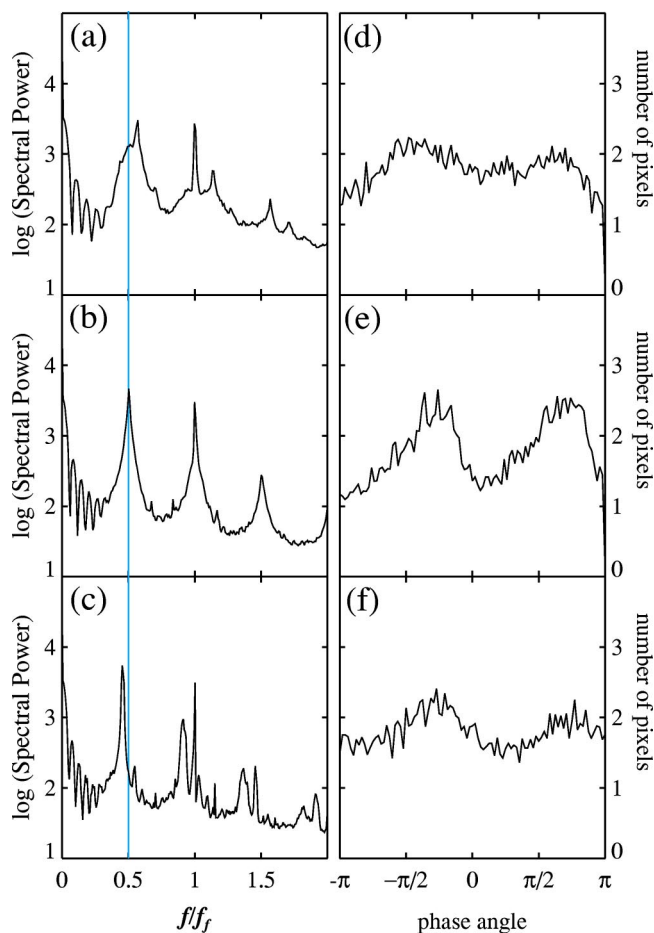 (a)
(d)
log (Spectral Power)
4
3
2
1
number of pixels
3
2
1
0
(b)
(e)
log (Spectral Power)
4
3
2
1
number of pixels
3
2
1
0
(c)
(f)
log (Spectral Power)
4
3
2
1
number of pixels
3
2
1
0
0 0.5 1 1.5
f/f_f
-π −π/2 0 π/2 π
phase angle